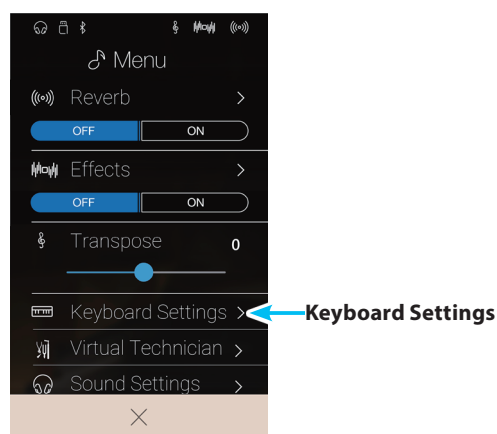 Menu
Reverb
OFF ON
Effects
OFF ON
Transpose 0
Keyboard Settings
Keyboard Settings
Virtual Technician
Sound Settings